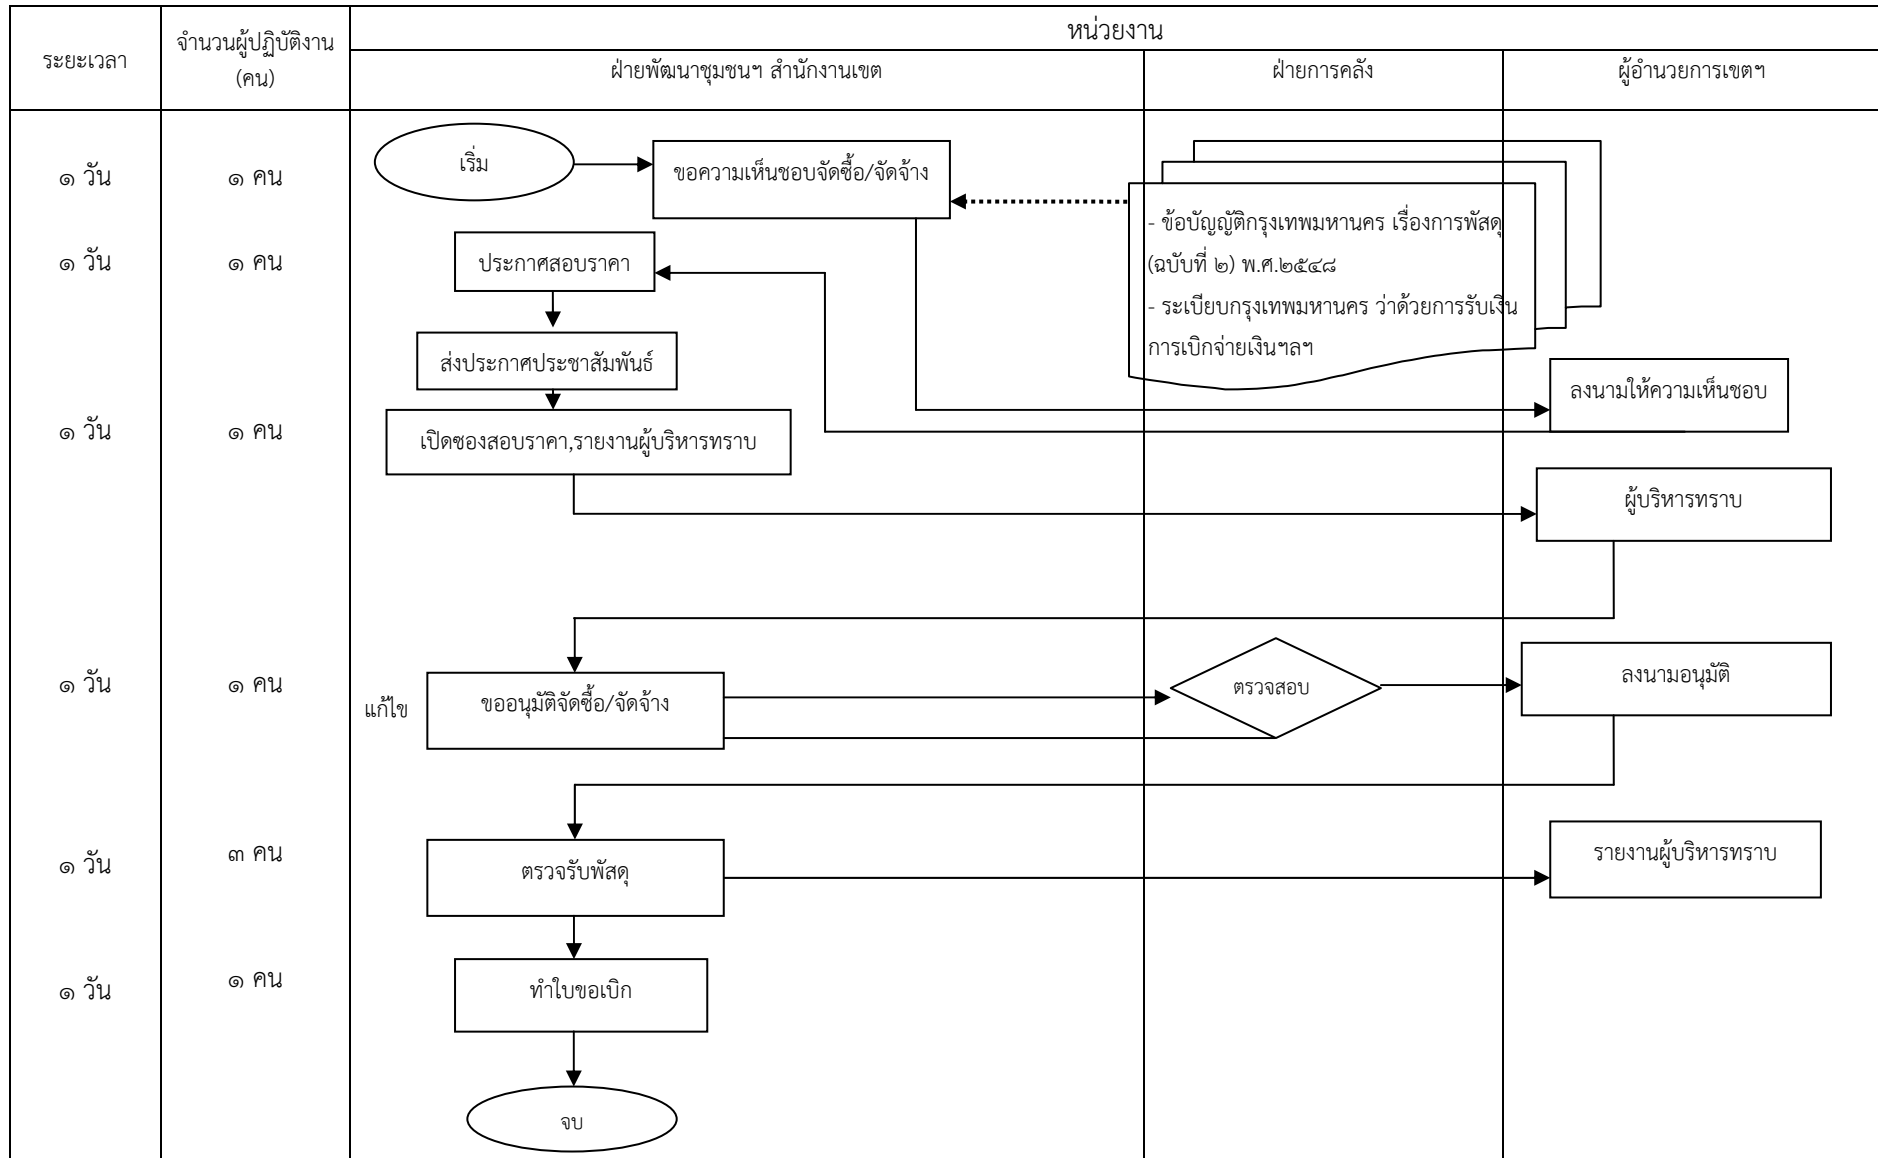 หน่วยงาน
ระยะเวลา
จำนวนผู้ปฏิบัติงาน
(คน)
ฝ่ายพัฒนาชุมชนฯ สำนักงานเขต
ฝ่ายการคลัง
ผู้อำนวยการเขตฯ
๑ วัน
๑ คน
เริ่ม
ขอความเห็นชอบจัดซื้อ/จัดจ้าง
- ข้อบัญญัติกรุงเทพมหานคร เรื่องการพัสดุ
(ฉบับที่ ๒) พ.ศ.๒๕๔๘
- ระเบียบกรุงเทพมหานคร ว่าด้วยการรับเงิน
การเบิกจ่ายเงินฯลฯ
๑ วัน
๑ คน
ประกาศสอบราคา
ส่งประกาศประชาสัมพันธ์
ลงนามให้ความเห็นชอบ
๑ วัน
๑ คน
เปิดซองสอบราคา,รายงานผู้บริหารทราบ
ผู้บริหารทราบ
๑ วัน
๑ คน
แก้ไข
ขออนุมัติจัดซื้อ/จัดจ้าง
ตรวจสอบ
ลงนามอนุมัติ
๑ วัน
๓ คน
ตรวจรับพัสดุ
รายงานผู้บริหารทราบ
๑ วัน
๑ คน
ทำใบขอเบิก
จบ